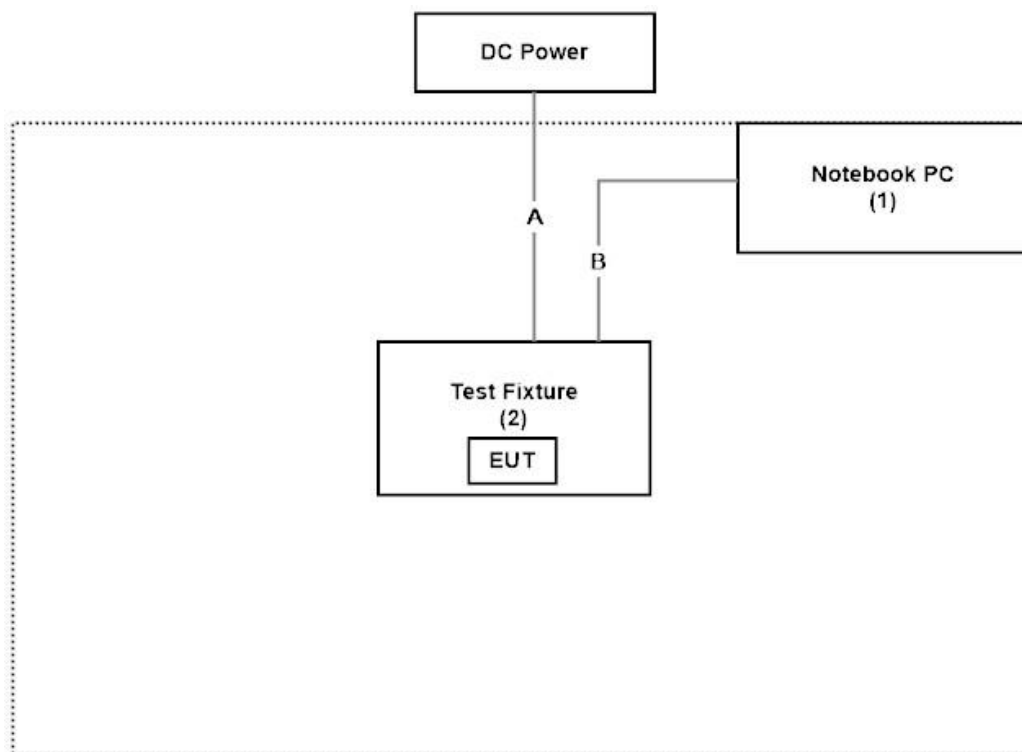 DC Power
Notebook PC
(1)
A
B
Test Fixture
(2)
EUT